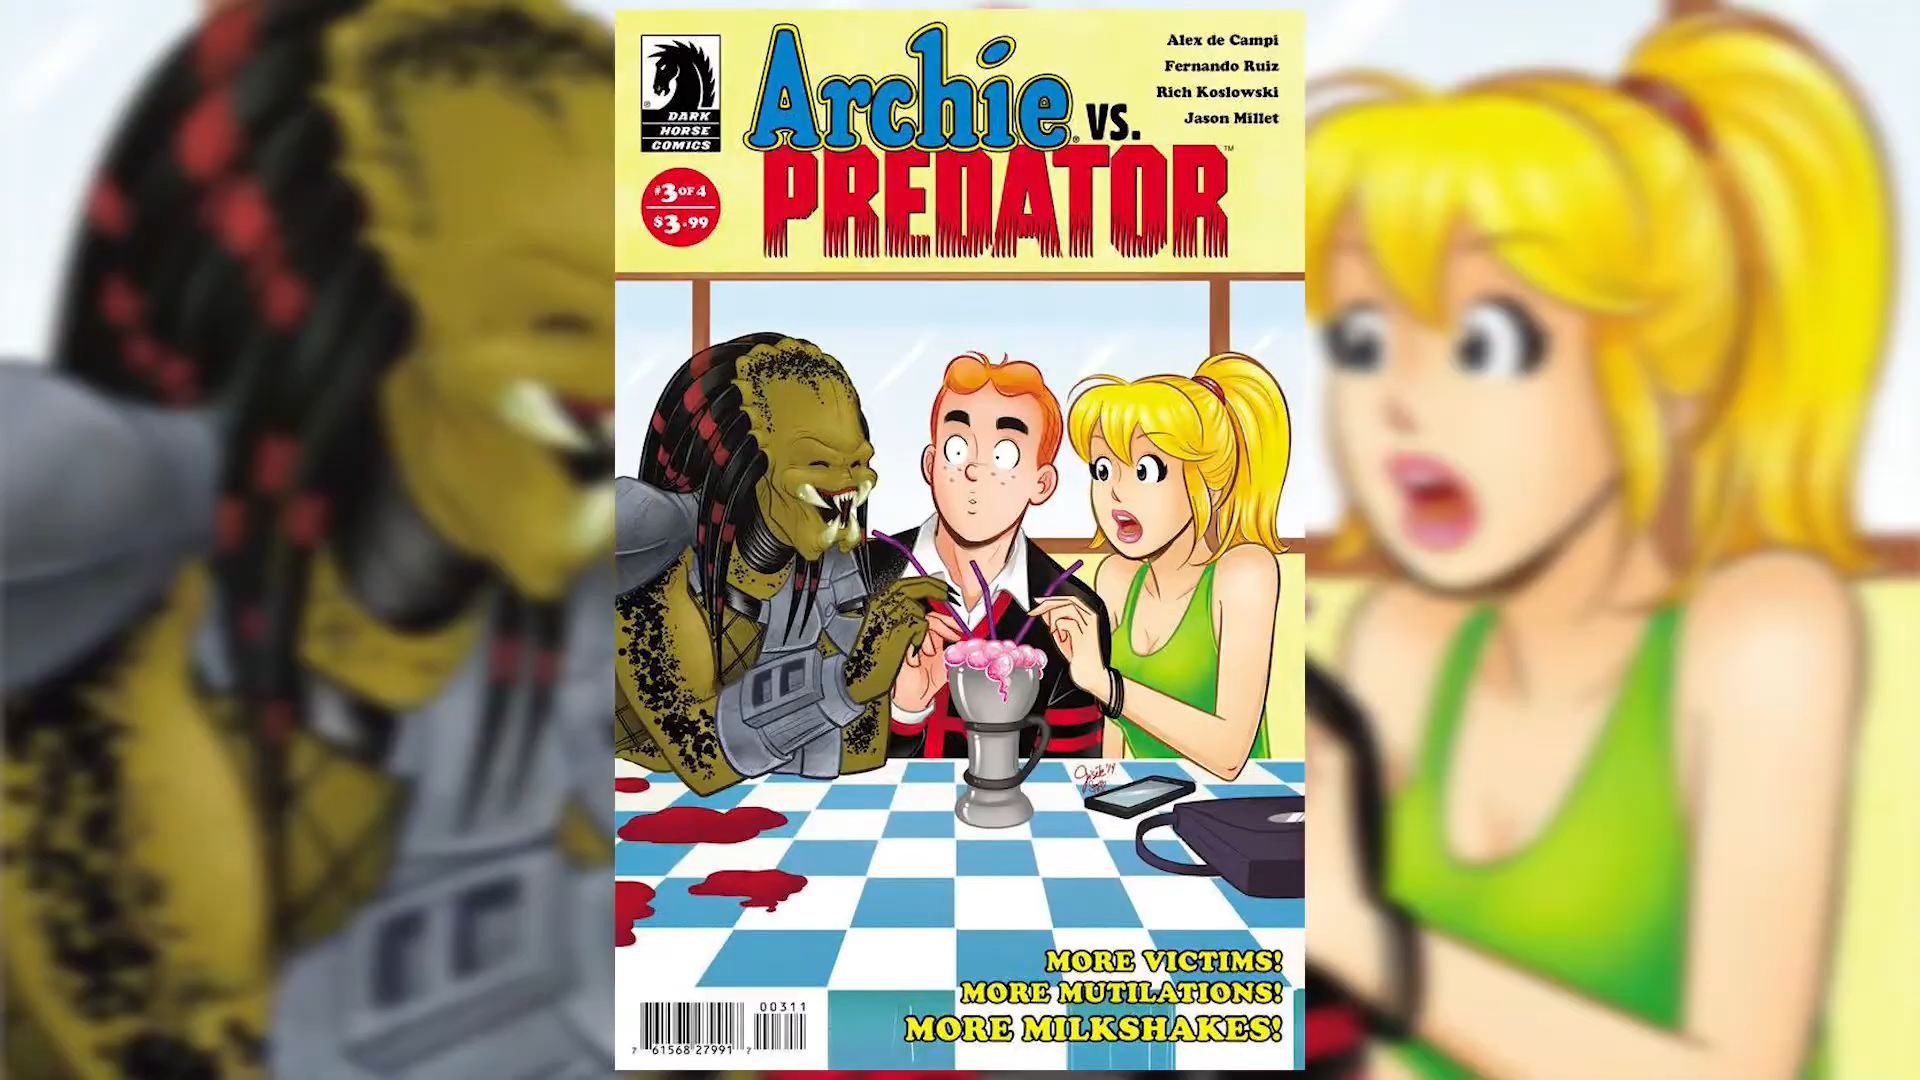 Archie VS.
PREDATOR™
DARK
HORSE
COMICS
#3 OF 4
$3.99
Alex de Campi
Fernando Ruiz
Rich Koslowski
Jason Millet
MORE VICTIMS!
MORE MUTILATIONS!
MORE MILKSHAKES!
00311
7 61568 27991 7